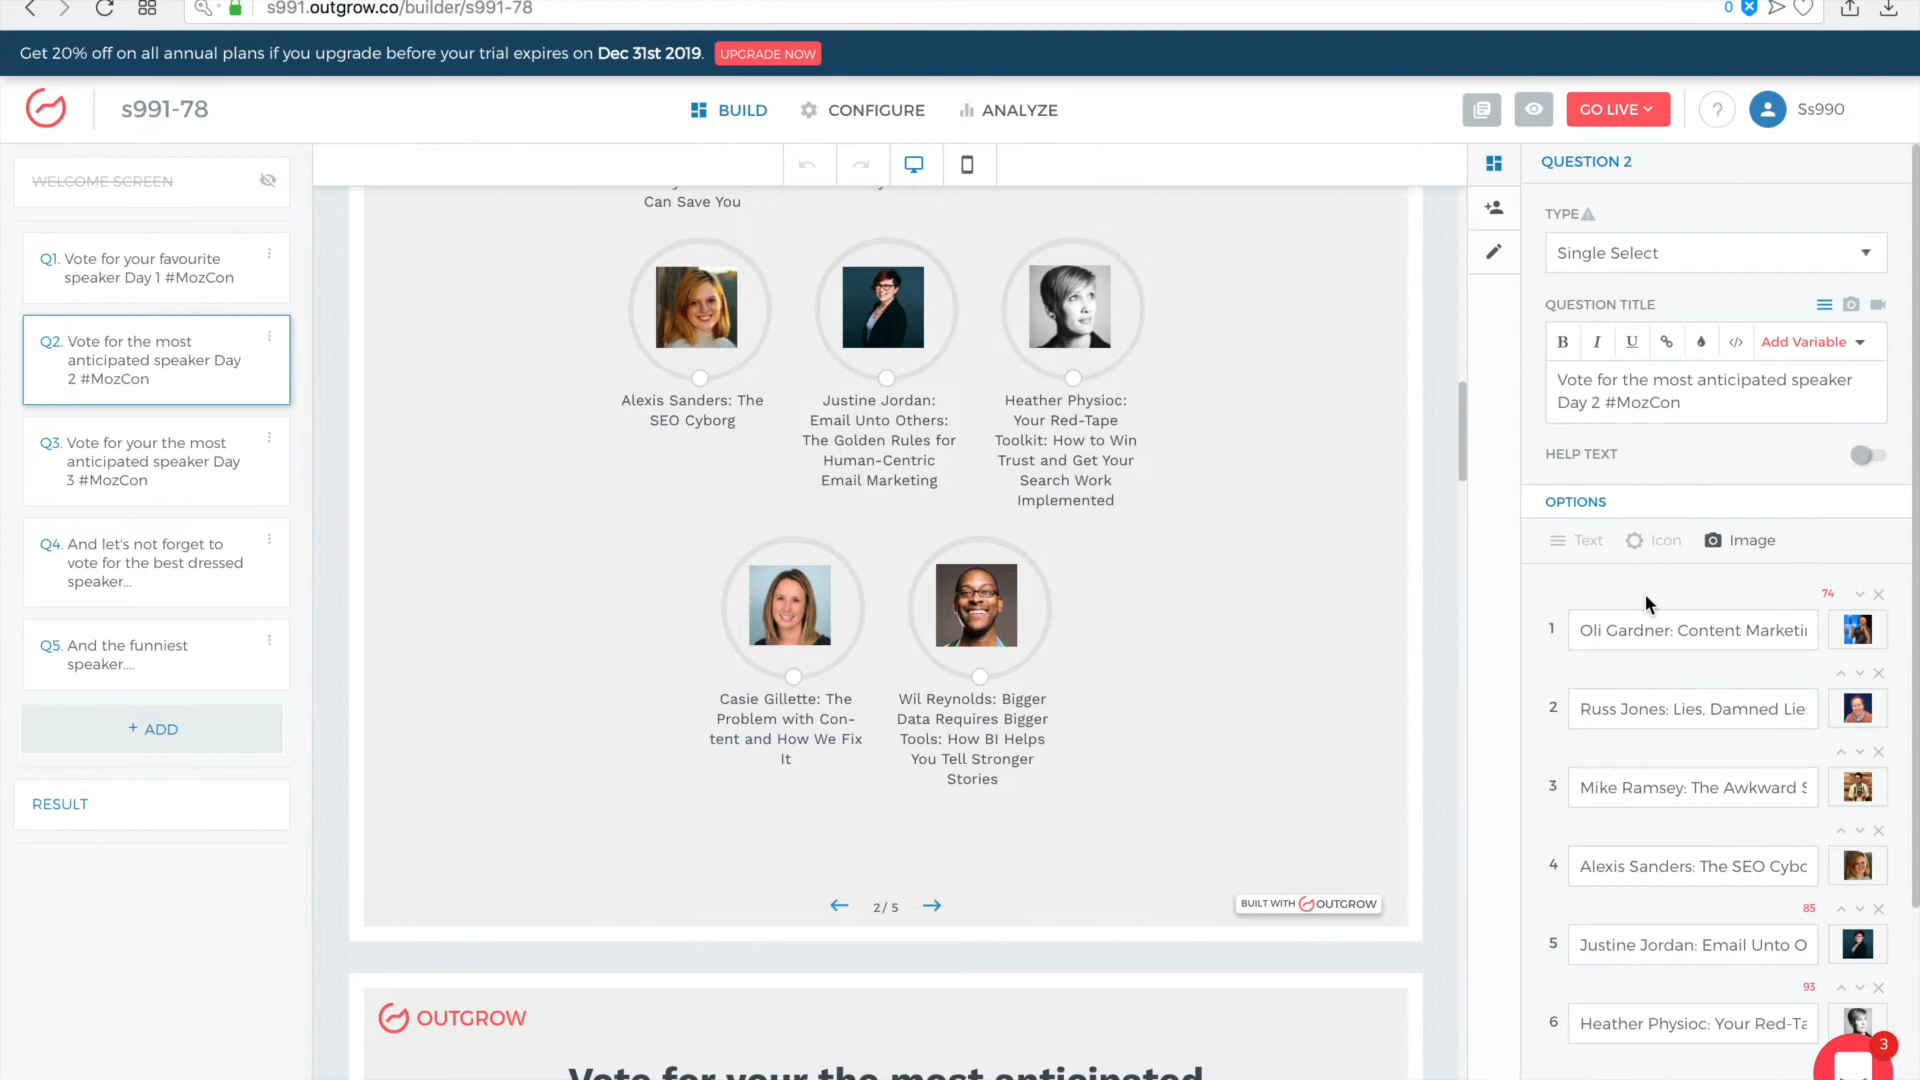 s991.outgrow.co/builder/s991-78
0
Get 20% off on all annual plans if you upgrade before your trial expires on Dec 31st 2019. UPGRADE NOW
s991-78
BUILD
CONFIGURE
ANALYZE
GO LIVE
?
Ss990
WELCOME SCREEN
Q1. Vote for your favourite
speaker Day 1 #MozCon
Q2. Vote for the most
anticipated speaker Day
2 #MozCon
Q3. Vote for your the most
anticipated speaker Day
3 #MozCon
Q4. And let's not forget to
vote for the best dressed
speaker...
Q5. And the funniest
speaker....
+ ADD
RESULT
Can Save You
Alexis Sanders: The
SEO Cyborg
Justine Jordan:
Email Unto Others:
The Golden Rules for
Human-Centric
Email Marketing
Heather Physioc:
Your Red-Tape
Toolkit: How to Win
Trust and Get Your
Search Work
Implemented
Casie Gillette: The
Problem with Con-
tent and How We Fix
It
Wil Reynolds: Bigger
Data Requires Bigger
Tools: How BI Helps
You Tell Stronger
Stories
2 / 5
BUILT WITH OUTGROW
OUTGROW
Vote for your the most anticipated
QUESTION 2
TYPE
Single Select
QUESTION TITLE
B I U </> Add Variable
Vote for the most anticipated speaker
Day 2 #MozCon
HELP TEXT
OPTIONS
Text
Icon
Image
74
1 Oli Gardner: Content Marketin
2 Russ Jones: Lies, Damned Lie
3 Mike Ramsey: The Awkward S
4 Alexis Sanders: The SEO Cybo
85
5 Justine Jordan: Email Unto O
93
6 Heather Physioc: Your Red-Ta
3